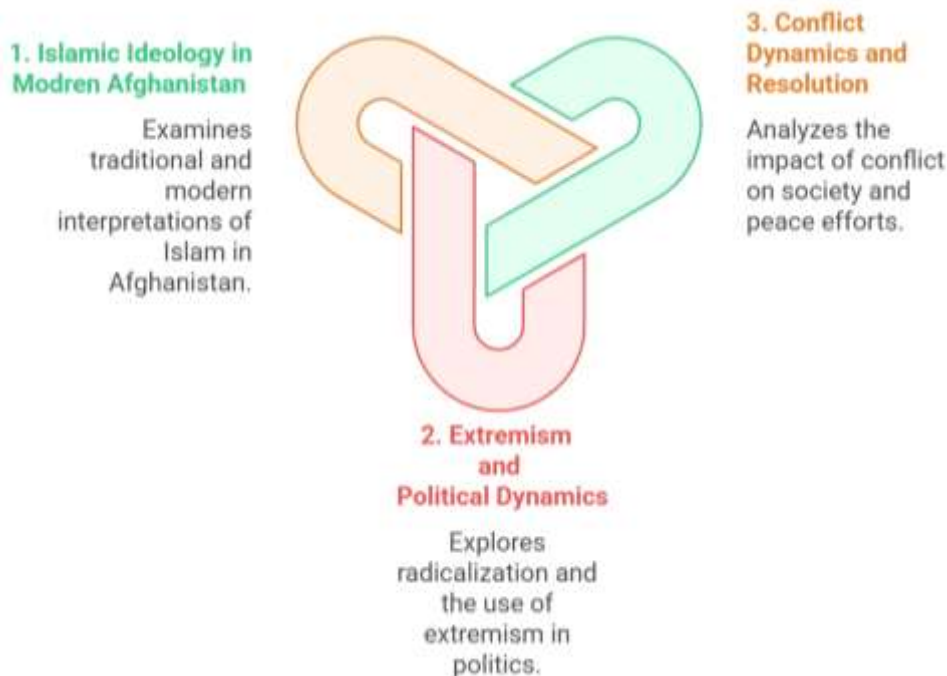 1. Islamic Ideology in
Modren Afghanistan
Examines
traditional and
modern
interpretations of
Islam in
Afghanistan.
2. Extremism
and
Political Dynamics
Explores
radicalization and
the use of
extremism in
politics.
3. Conflict
Dynamics and
Resolution
Analyzes the
impact of conflict
on society and
peace efforts.